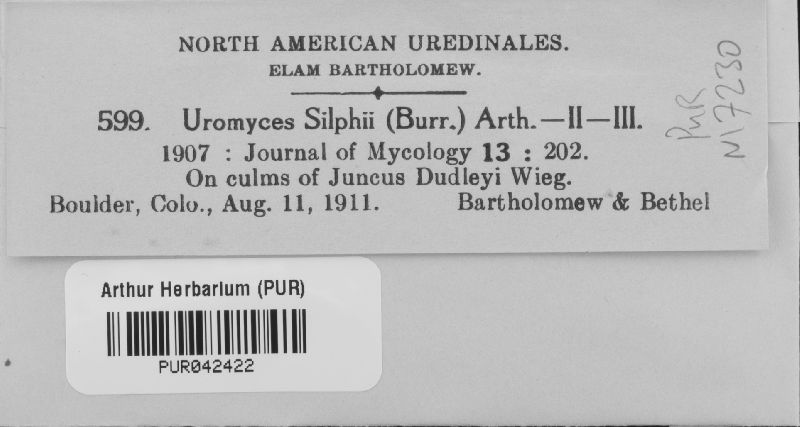 NORTH AMERICAN UREDINALES.
ELAM BARTHOLOMEW.
599. Uromyces Silphii (Burr.) Arth.—II—III.
1907 : Journal of Mycology 13 : 202.
On culms of Juncus Dudleyi Wieg.
Boulder, Colo., Aug. 11, 1911. Bartholomew & Bethel
PUR
N17230
Arthur Herbarium (PUR)
PUR042422